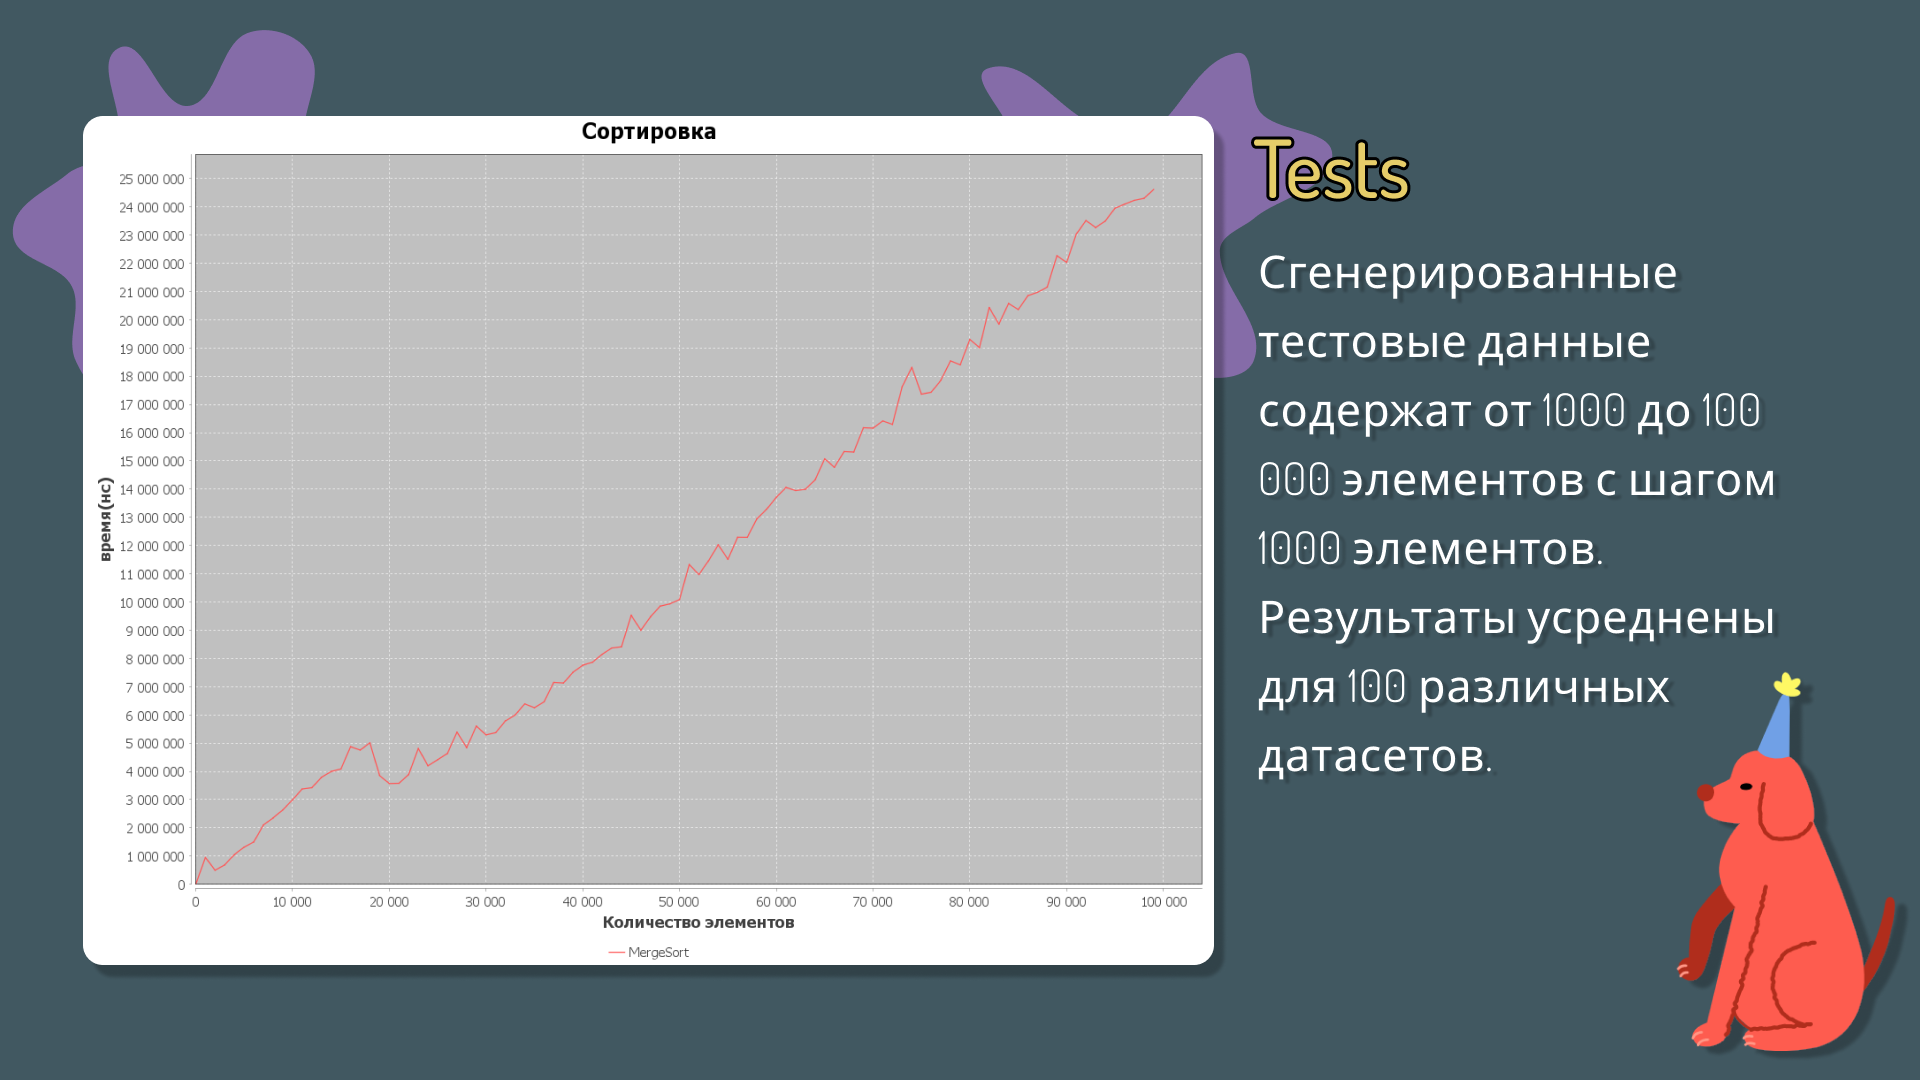 Сортировка
25 000 000
24 000 000
23 000 000
22 000 000
21 000 000
20 000 000
19 000 000
18 000 000
17 000 000
16 000 000
15 000 000
14 000 000
13 000 000
12 000 000
11 000 000
10 000 000
9 000 000
8 000 000
7 000 000
6 000 000
5 000 000
4 000 000
3 000 000
2 000 000
1 000 000
0
время(нс)
0 10 000 20 000 30 000 40 000 50 000 60 000 70 000 80 000 90 000 100 000
Количество элементов
MergeSort
Tests
Сгенерированные
тестовые данные
содержат от 1000 до 100
000 элементов с шагом
1000 элементов.
Результаты усреднены
для 100 различных
датасетов.